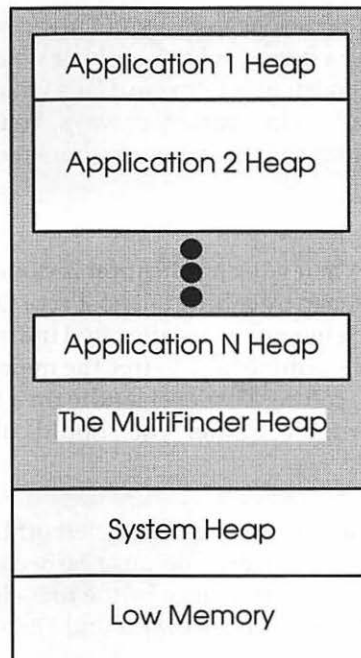 Application 1 Heap
Application 2 Heap
Application N Heap
The MultiFinder Heap
System Heap
Low Memory